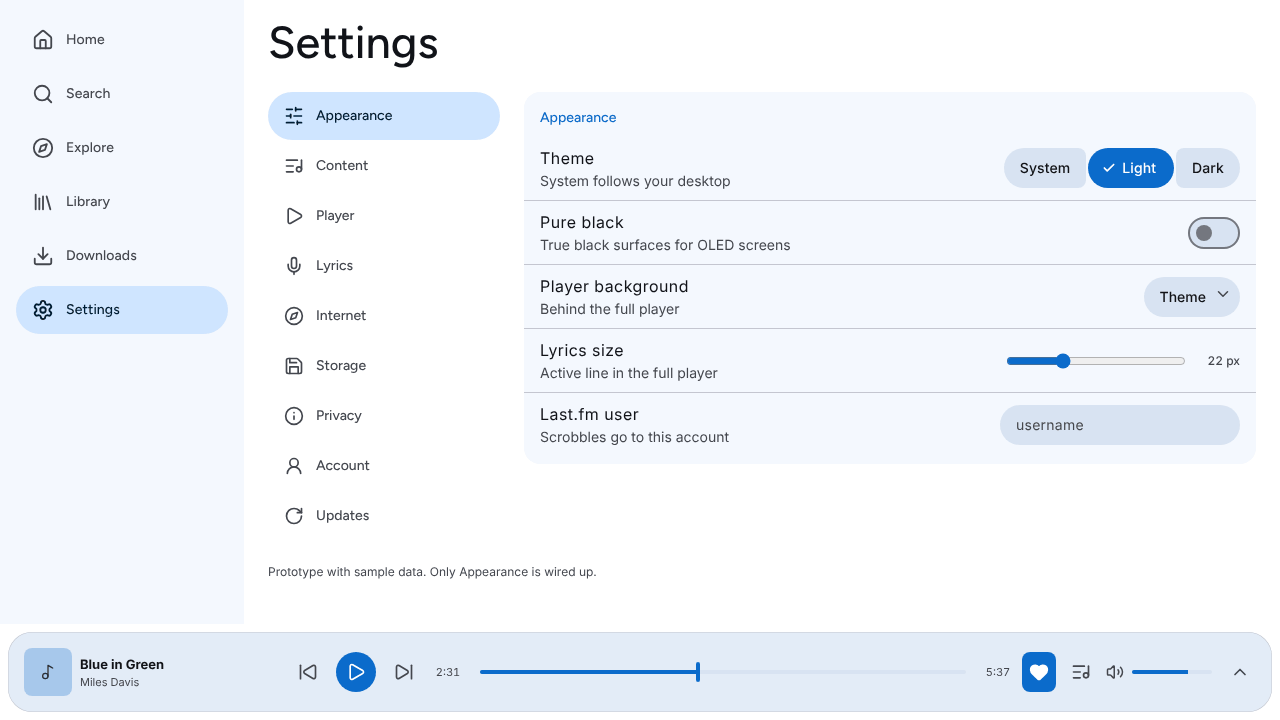 Home
Search
Explore
Library
Downloads
Settings
Settings
Appearance
Content
Player
Lyrics
Internet
Storage
Privacy
Account
Updates
Appearance
Theme
System follows your desktop
System
Light
Dark
Pure black
True black surfaces for OLED screens
Player background
Behind the full player
Theme
Lyrics size
Active line in the full player
22 px
Last.fm user
Scrobbles go to this account
username
Prototype with sample data. Only Appearance is wired up.
Blue in Green
Miles Davis
2:31
5:37